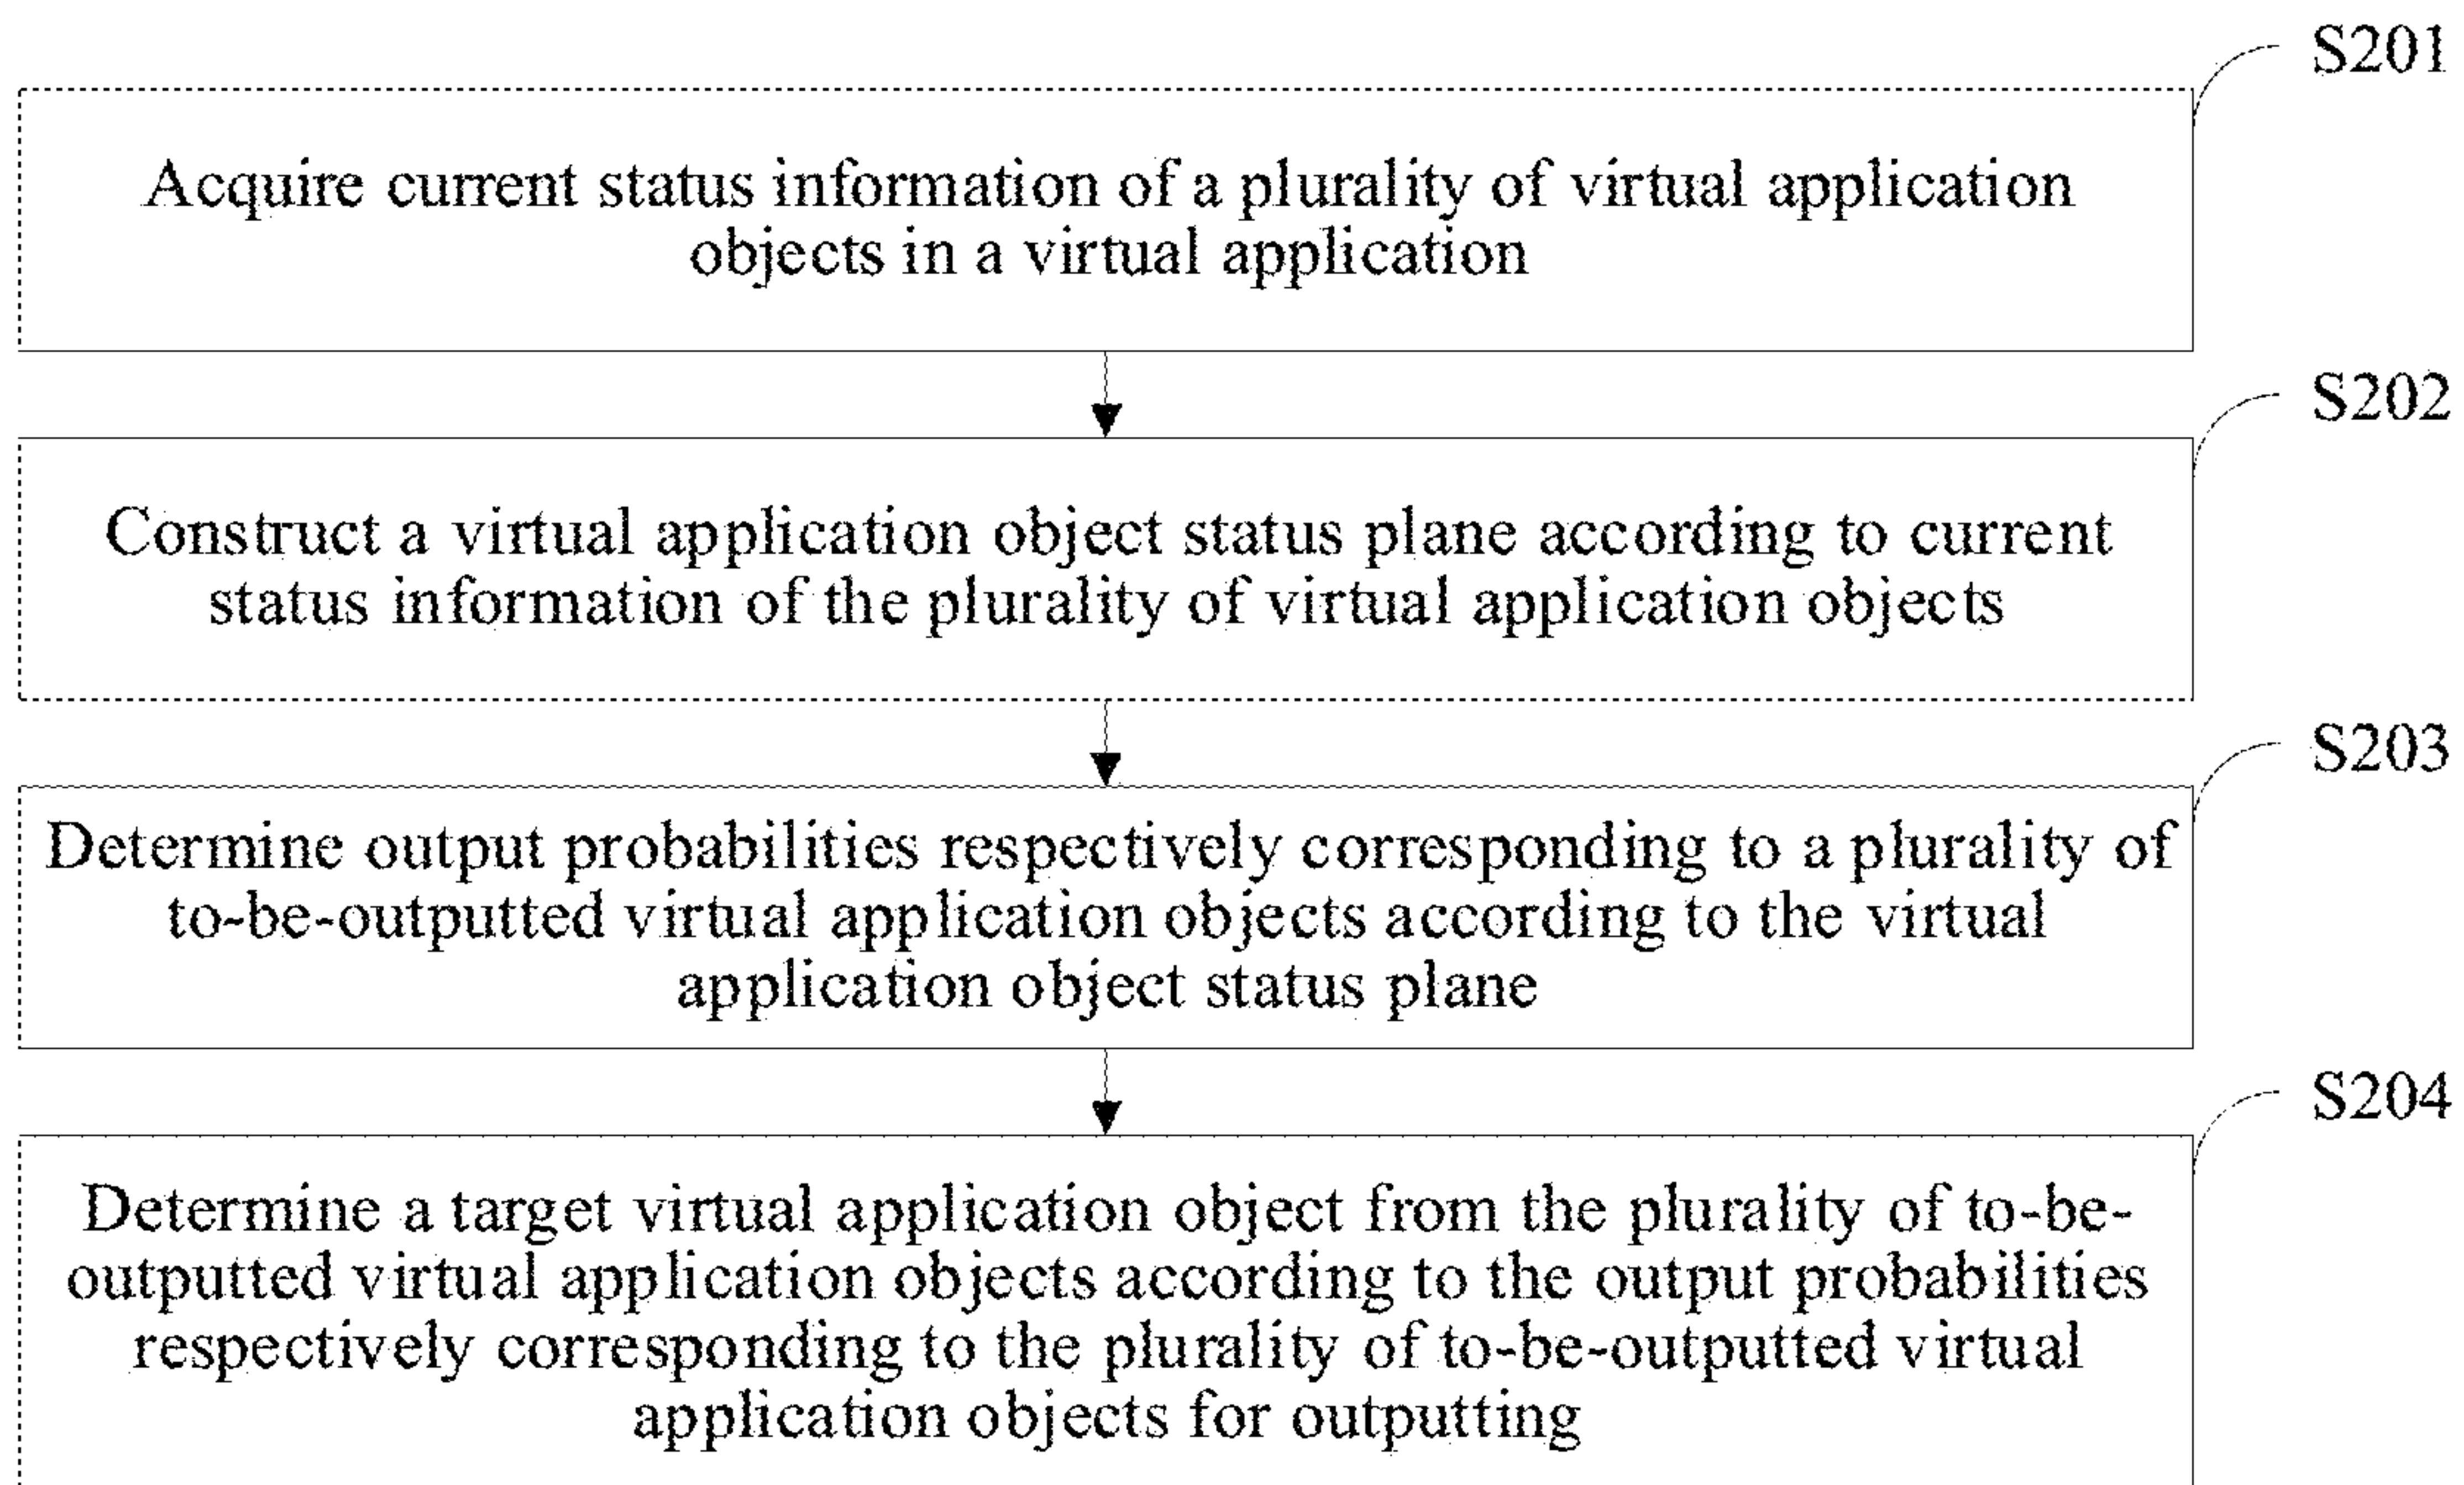 S201
Acquire current status information of a plurality of virtual application
objects in a virtual application
S202
Construct a virtual application object status plane according to current
status information of the plurality of virtual application objects
S203
Determine output probabilities respectively corresponding to a plurality of
to-be-outputted virtual application objects according to the virtual
application object status plane
S204
Determine a target virtual application object from the plurality of to-be-
outputted virtual application objects according to the output probabilities
respectively corresponding to the plurality of to-be-outputted virtual
application objects for outputting